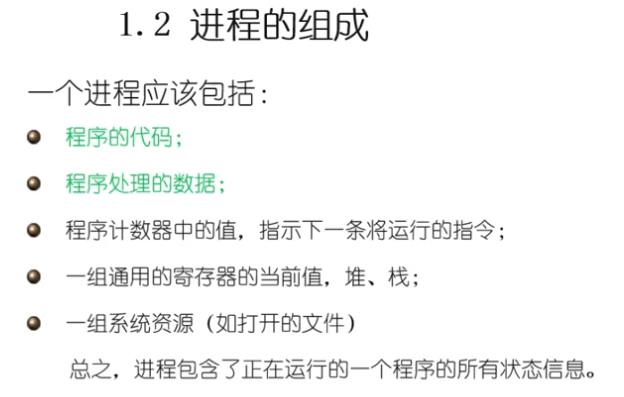 1.2 进程的组成
一个进程应该包括：
程序的代码；
程序处理的数据；
程序计数器中的值，指示下一条将运行的指令；
一组通用的寄存器的当前值，堆、栈；
一组系统资源（如打开的文件）
总之，进程包含了正在运行的一个程序的所有状态信息。